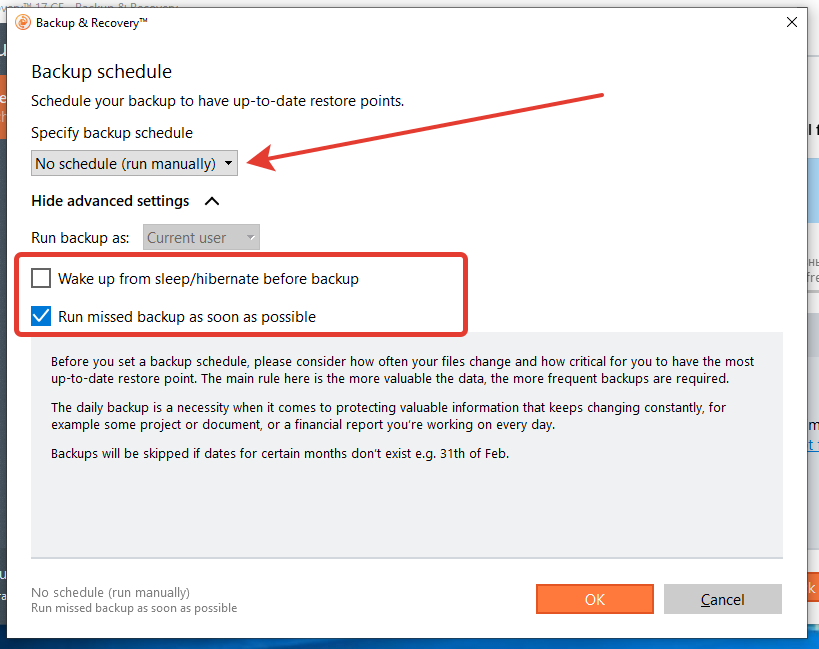 Backup & Recovery™
Backup schedule
Schedule your backup to have up-to-date restore points.
Specify backup schedule
No schedule (run manually)
Hide advanced settings
Run backup as: Current user
Wake up from sleep/hibernate before backup
Run missed backup as soon as possible
Before you set a backup schedule, please consider how often your files change and how critical for you to have the most
up-to-date restore point. The main rule here is the more valuable the data, the more frequent backups are required.
The daily backup is a necessity when it comes to protecting valuable information that keeps changing constantly, for
example some project or document, or a financial report you're working on every day.
Backups will be skipped if dates for certain months don't exist e.g. 31th of Feb.
No schedule (run manually)
Run missed backup as soon as possible
OK
Cancel